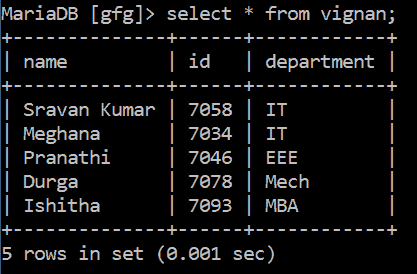 MariaDB [gfg]> select * from vignan;
+--------------+------+------------+
| name         | id   | department |
+--------------+------+------------+
| Sravan Kumar | 7058 | IT         |
| Meghana      | 7034 | IT         |
| Pranathi     | 7046 | EEE        |
| Durga        | 7078 | Mech       |
| Ishitha      | 7093 | MBA        |
+--------------+------+------------+
5 rows in set (0.001 sec)